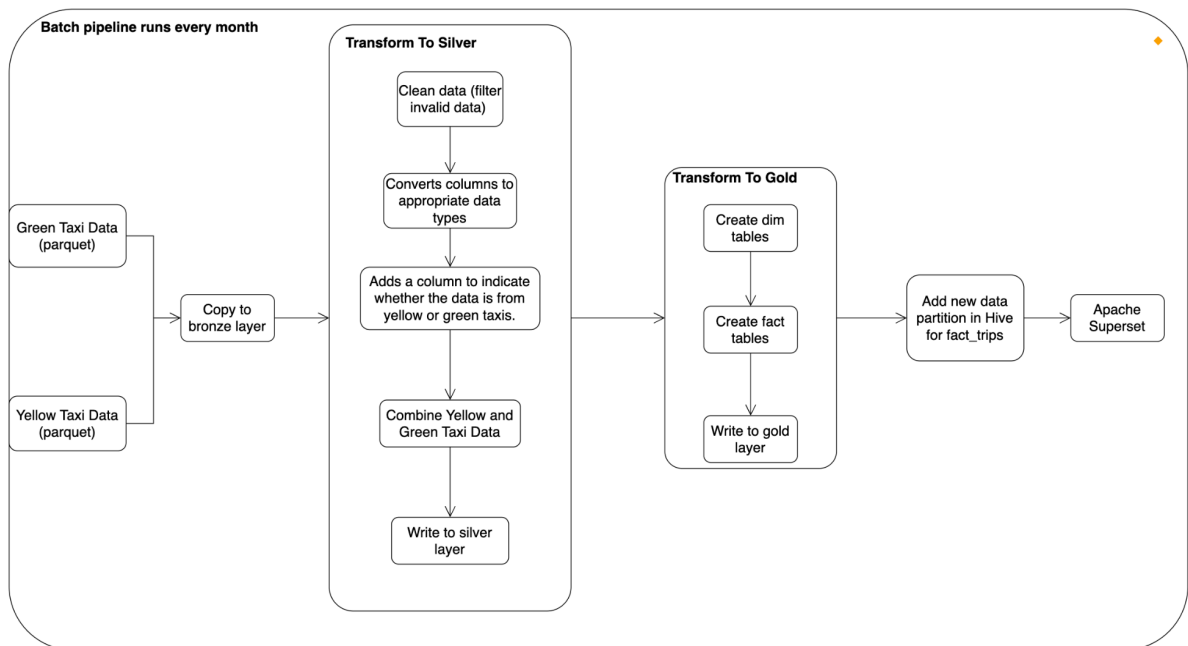 Batch pipeline runs every month
Green Taxi Data
(parquet)
Yellow Taxi Data
(parquet)
Copy to
bronze layer
Transform To Silver
Clean data (filter
invalid data)
Converts columns to
appropriate data
types
Adds a column to indicate
whether the data is from
yellow or green taxis.
Combine Yellow and
Green Taxi Data
Write to silver
layer
Transform To Gold
Create dim
tables
Create fact
tables
Write to gold
layer
Add new data
partition in Hive
for fact_trips
Apache
Superset